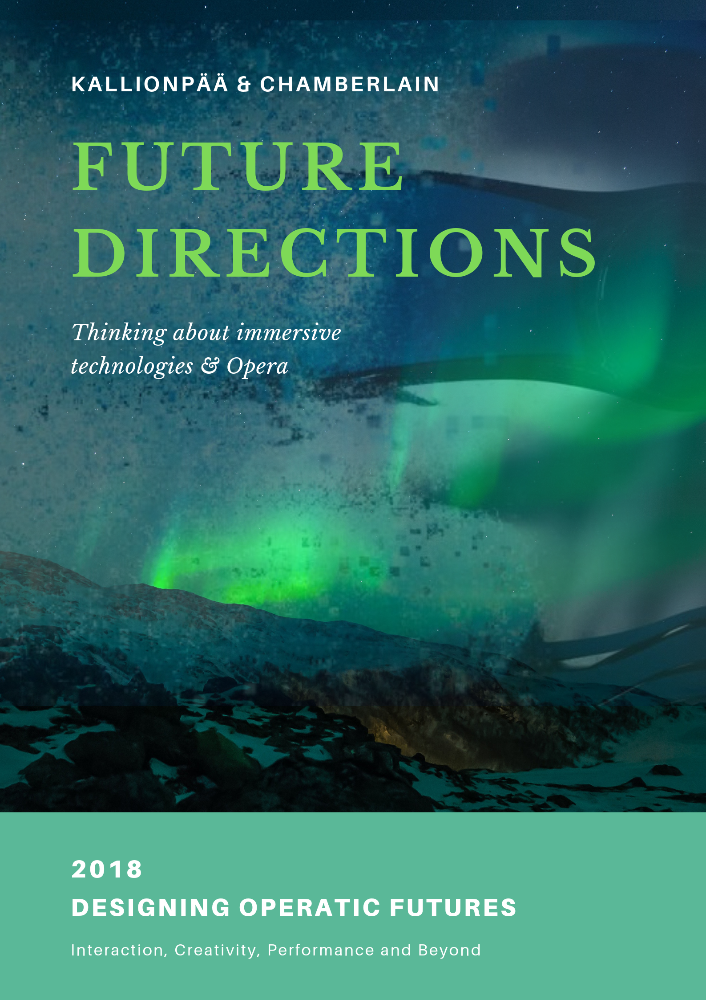 KALLIONPÄÄ & CHAMBERLAIN
FUTURE
DIRECTIONS
Thinking about immersive
technologies & Opera
2018
DESIGNING OPERATIC FUTURES
Interaction, Creativity, Performance and Beyond